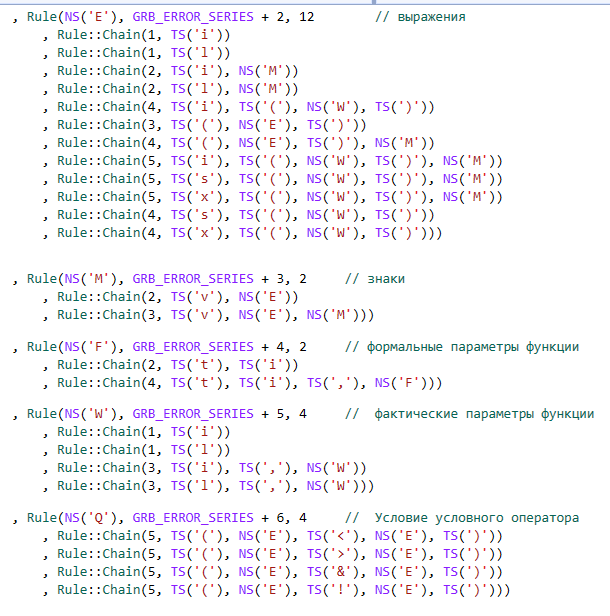 , Rule(NS('E'), GRB_ERROR_SERIES + 2, 12 // выражения
, Rule::Chain(1, TS('i'))
, Rule::Chain(1, TS('l'))
, Rule::Chain(2, TS('i'), NS('M'))
, Rule::Chain(2, TS('l'), NS('M'))
, Rule::Chain(4, TS('i'), TS('('), NS('W'), TS(')'))
, Rule::Chain(3, TS('('), NS('E'), TS(')'))
, Rule::Chain(4, TS('('), NS('E'), TS(')'), NS('M'))
, Rule::Chain(5, TS('i'), TS('('), NS('W'), TS(')'), NS('M'))
, Rule::Chain(5, TS('s'), TS('('), NS('W'), TS(')'), NS('M'))
, Rule::Chain(5, TS('x'), TS('('), NS('W'), TS(')'), NS('M'))
, Rule::Chain(4, TS('s'), TS('('), NS('W'), TS(')'))
, Rule::Chain(4, TS('x'), TS('('), NS('W'), TS(')')))
, Rule(NS('M'), GRB_ERROR_SERIES + 3, 2 // знаки
, Rule::Chain(2, TS('v'), NS('E'))
, Rule::Chain(3, TS('v'), NS('E'), NS('M')))
, Rule(NS('F'), GRB_ERROR_SERIES + 4, 2 // формальные параметры функции
, Rule::Chain(2, TS('t'), TS('i'))
, Rule::Chain(4, TS('t'), TS('i'), TS(','), NS('F')))
, Rule(NS('W'), GRB_ERROR_SERIES + 5, 4 // фактические параметры функции
, Rule::Chain(1, TS('i'))
, Rule::Chain(1, TS('l'))
, Rule::Chain(3, TS('i'), TS(','), NS('W'))
, Rule::Chain(3, TS('l'), TS(','), NS('W')))
, Rule(NS('Q'), GRB_ERROR_SERIES + 6, 4 // Условие условного оператора
, Rule::Chain(5, TS('('), NS('E'), TS('<'), NS('E'), TS(')'))
, Rule::Chain(5, TS('('), NS('E'), TS('>'), NS('E'), TS(')'))
, Rule::Chain(5, TS('('), NS('E'), TS('&'), NS('E'), TS(')'))
, Rule::Chain(5, TS('('), NS('E'), TS('!'), NS('E'), TS(')')))